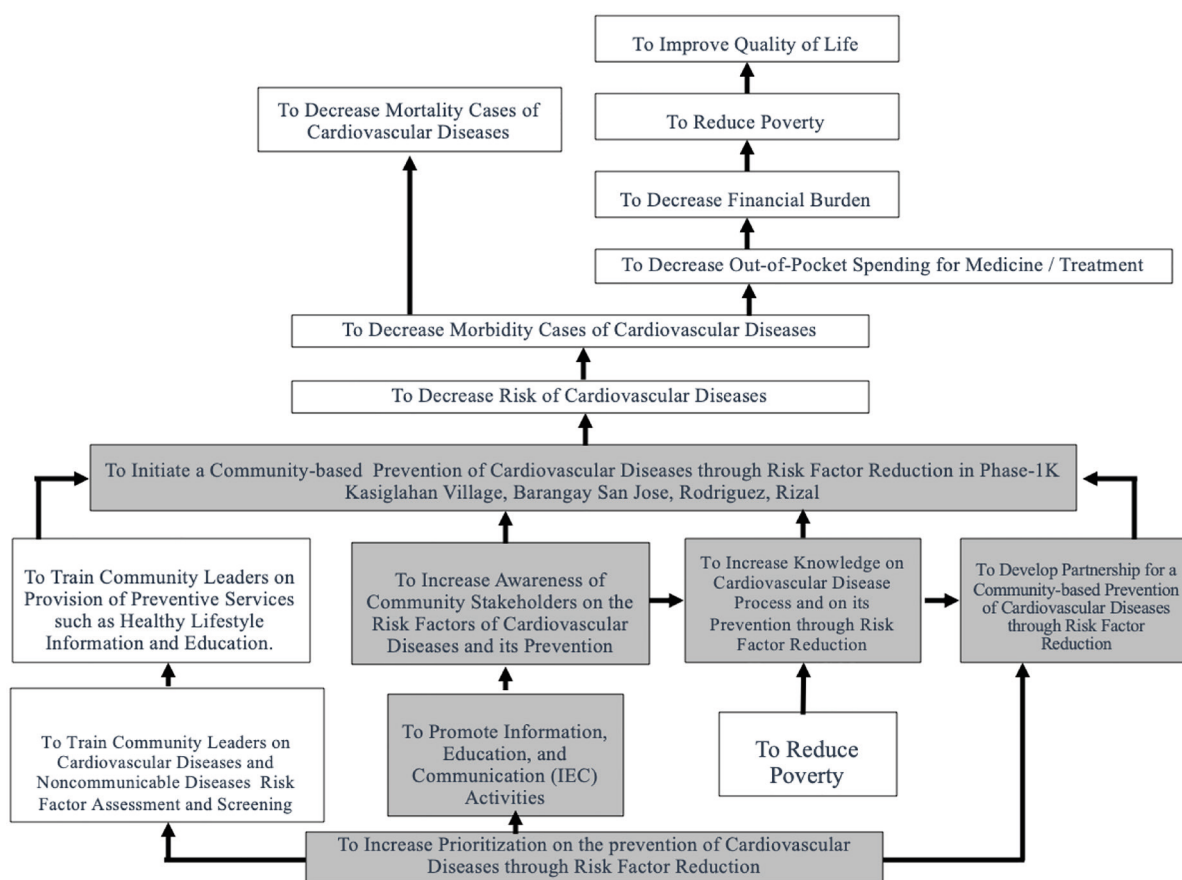 To Improve Quality of Life
To Decrease Mortality Cases of
Cardiovascular Diseases
To Reduce Poverty
To Decrease Financial Burden
To Decrease Out-of-Pocket Spending for Medicine / Treatment
To Decrease Morbidity Cases of Cardiovascular Diseases
To Decrease Risk of Cardiovascular Diseases
To Initiate a Community-based Prevention of Cardiovascular Diseases through Risk Factor Reduction in Phase-1K
Kasiglahan Village, Barangay San Jose, Rodriguez, Rizal
To Train Community Leaders on
Provision of Preventive Services
such as Healthy Lifestyle
Information and Education.
To Increase Awareness of
Community Stakeholders on the
Risk Factors of Cardiovascular
Diseases and its Prevention
To Increase Knowledge on
Cardiovascular Disease
Process and on its
Prevention through Risk
Factor Reduction
To Develop Partnership for a
Community-based Prevention
of Cardiovascular Diseases
through Risk Factor
Reduction
To Train Community Leaders on
Cardiovascular Diseases and
Noncommunicable Diseases Risk
Factor Assessment and Screening
To Promote Information,
Education, and
Communication (IEC)
Activities
To Reduce
Poverty
To Increase Prioritization on the prevention of Cardiovascular
Diseases through Risk Factor Reduction